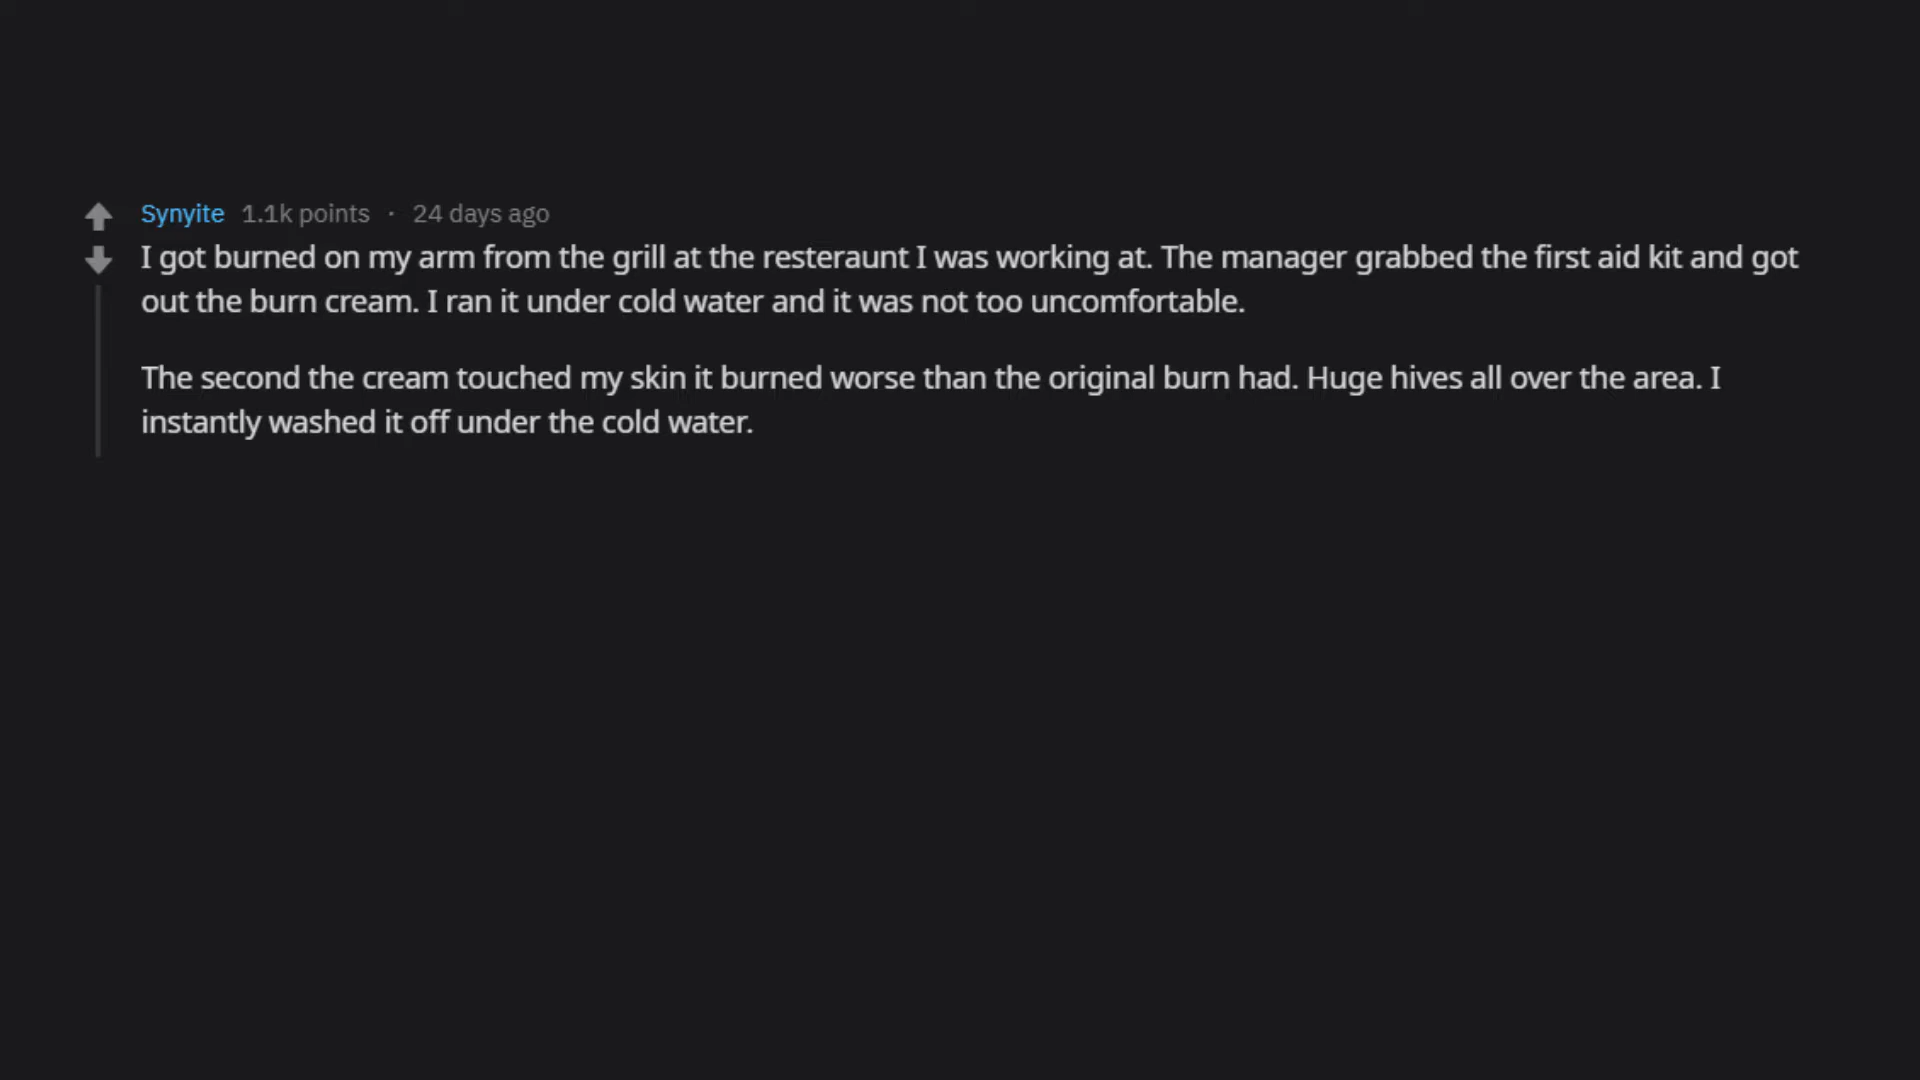 Synyite 1.1k points · 24 days ago
I got burned on my arm from the grill at the resteraunt I was working at. The manager grabbed the first aid kit and got
out the burn cream. I ran it under cold water and it was not too uncomfortable.
The second the cream touched my skin it burned worse than the original burn had. Huge hives all over the area. I
instantly washed it off under the cold water.